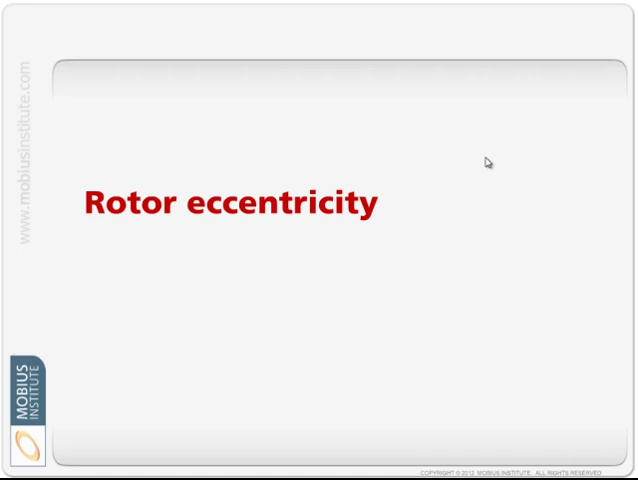 www.mobiusinstitute.com
Rotor eccentricity
MOBIUS
INSTITUTE
COPYRIGHT © 2012 MOBIUS INSTITUTE. ALL RIGHTS RESERVED